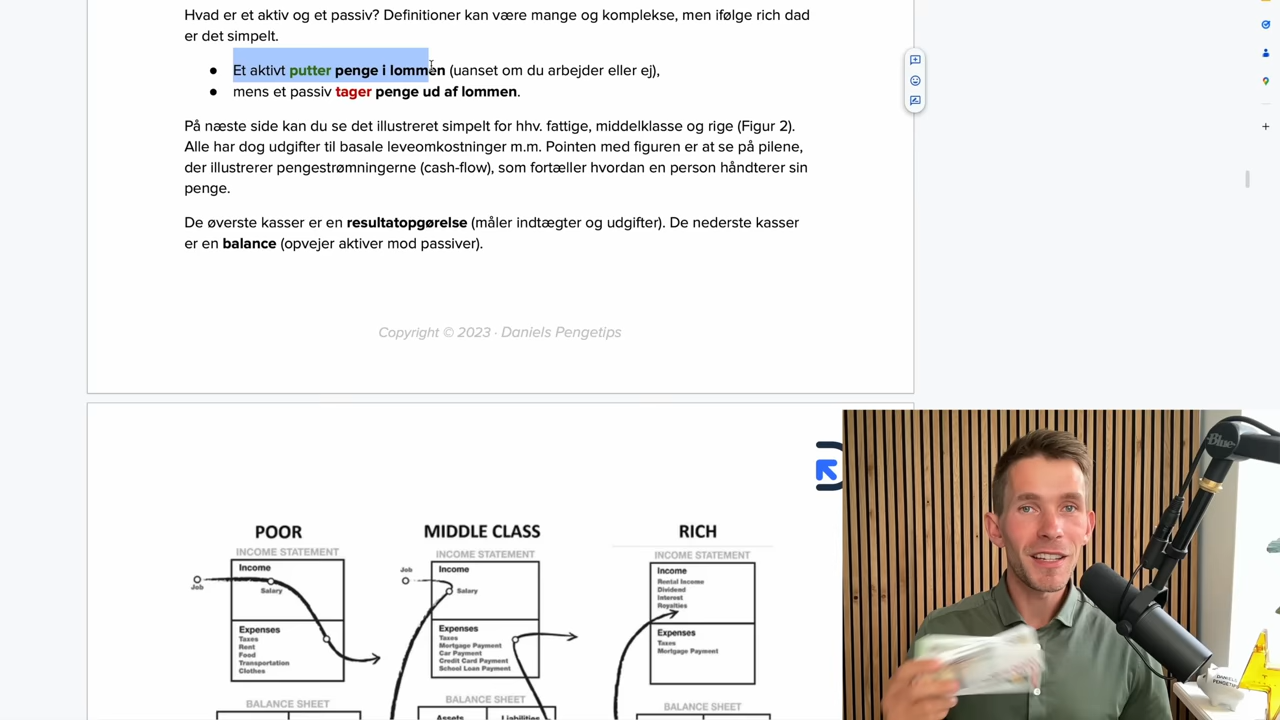 Hvad er et aktiv og et passiv? Definitioner kan være mange og komplekse, men ifølge rich dad
er det simpelt.
● Et aktivt putter penge i lommen (uanset om du arbejder eller ej),
● mens et passiv tager penge ud af lommen.
På næste side kan du se det illustreret simpelt for hhv. fattige, middelklasse og rige (Figur 2).
Alle har dog udgifter til basale leveomkostninger m.m. Pointen med figuren er at se på pilene,
der illustrerer pengestrømningerne (cash-flow), som fortæller hvordan en person håndterer sin
penge.
De øverste kasser er en resultatopgørelse (måler indtægter og udgifter). De nederste kasser
er en balance (opvejer aktiver mod passiver).
Copyright © 2023 · Daniels Pengetips
POOR
INCOME STATEMENT
Income
Job
Salary
Expenses
Taxes
Rent
Food
Transportation
Clothes
BALANCE SHEET
MIDDLE CLASS
INCOME STATEMENT
Job
Income
Salary
Expenses
Taxes
Mortgage Payment
Car Payment
Credit Card Payment
School Loan Payment
BALANCE SHEET
Assets
Liabilities
RICH
INCOME STATEMENT
Income
Rental Income
Dividend
Interest
Royalties
Expenses
Taxes
Mortgage Payment
BALANCE SHEET
Blue
DANIELS
PENGETIPS